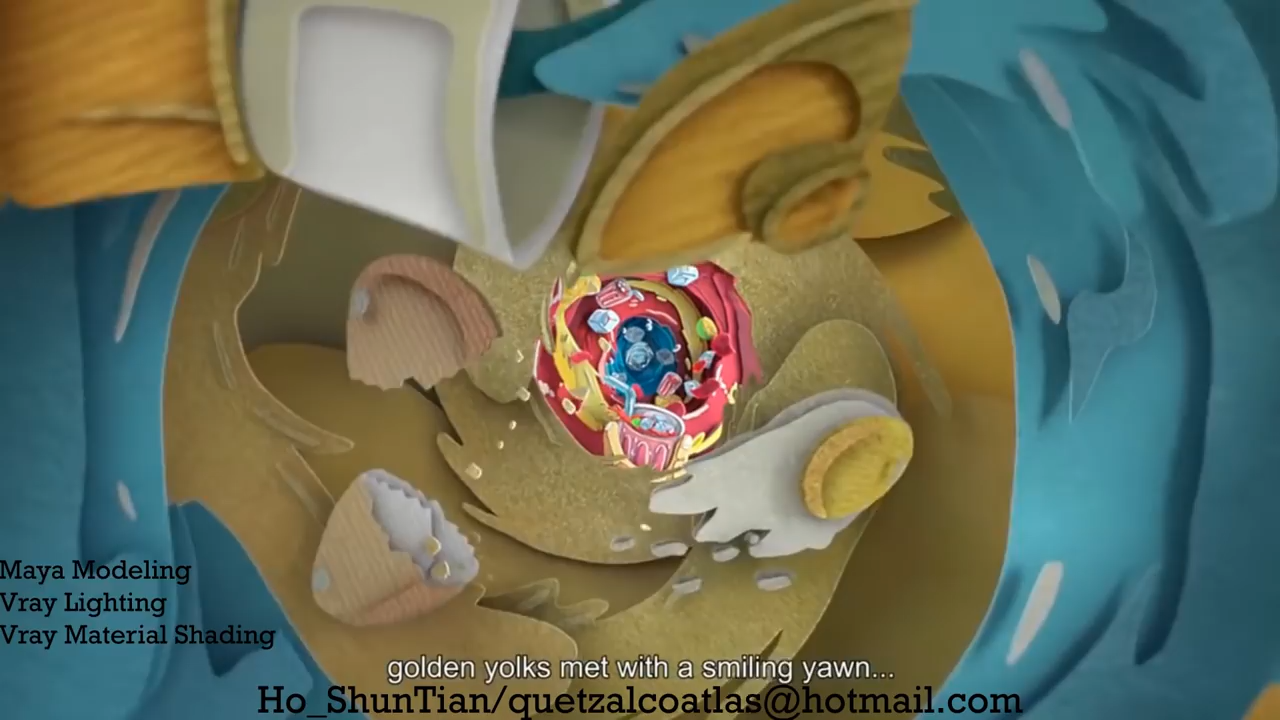 Maya Modeling
Vray Lighting
Vray Material Shading
golden yolks met with a smiling yawn...
Ho_ShunTian/quetzalcoatlas@hotmail.com